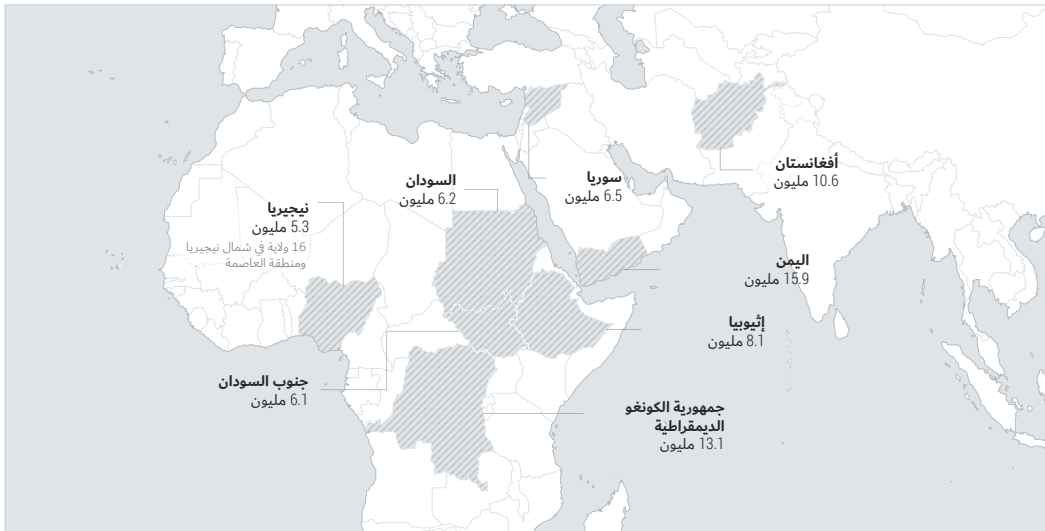 أفغانستان
10.6 مليون
سوريا
6.5 مليون
السودان
6.2 مليون
نيجيريا
5.3 مليون
16 ولاية في شمال نيجيريا
ومنطقة العاصمة
اليمن
15.9 مليون
إثيوبيا
8.1 مليون
جنوب السودان
6.1 مليون
جمهورية الكونغو
الديمقراطية
13.1 مليون